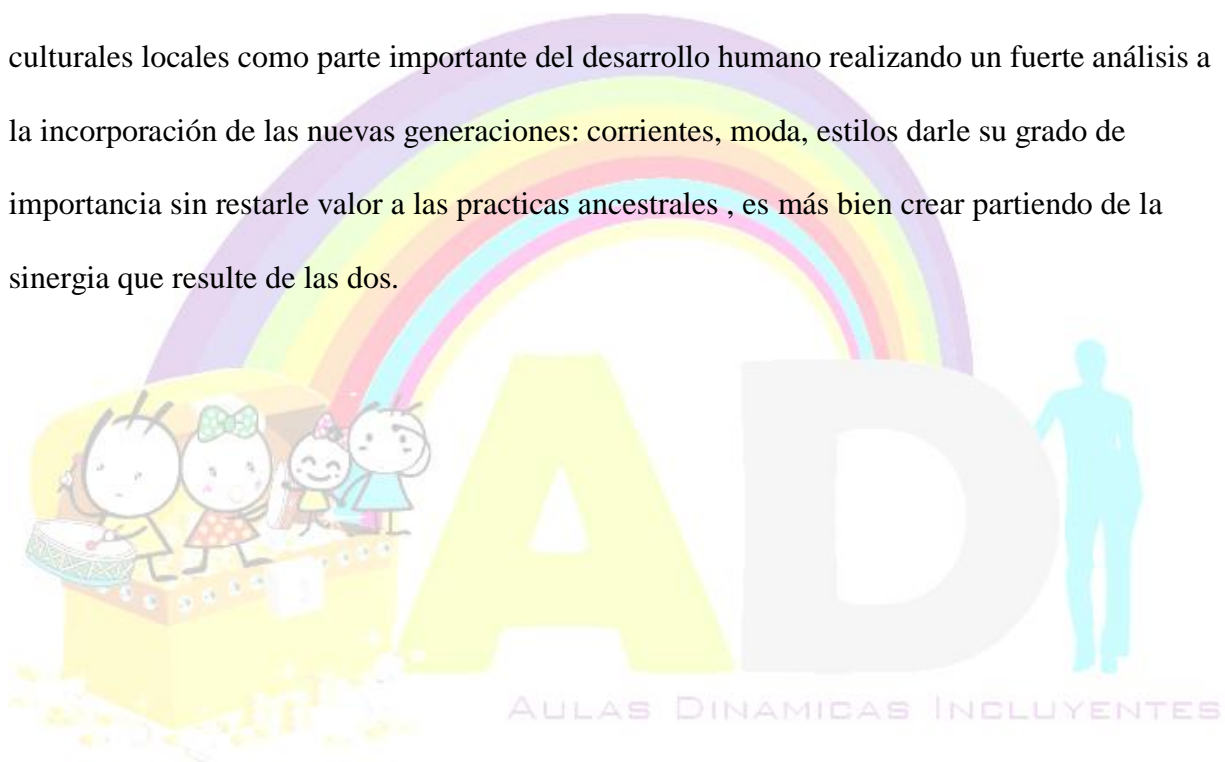 culturales locales como parte importante del desarrollo humano realizando un fuerte análisis a
la incorporación de las nuevas generaciones: corrientes, moda, estilos darle su grado de
importancia sin restarle valor a las practicas ancestrales , es más bien crear partiendo de la
sinergia que resulte de las dos.
AD
AULAS DINÁMICAS INCLUYENTES